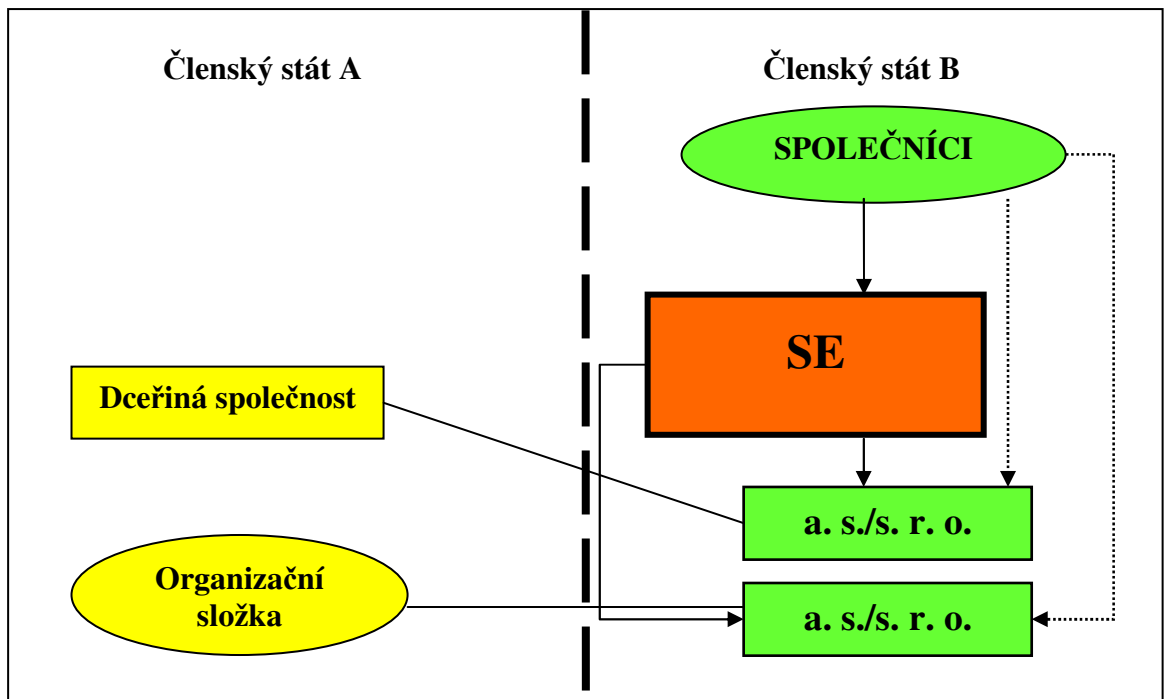 Členský stát A
Členský stát B
SPOLEČNÍCI
SE
Dceřiná společnost
a. s./s. r. o.
Organizační
složka
a. s./s. r. o.